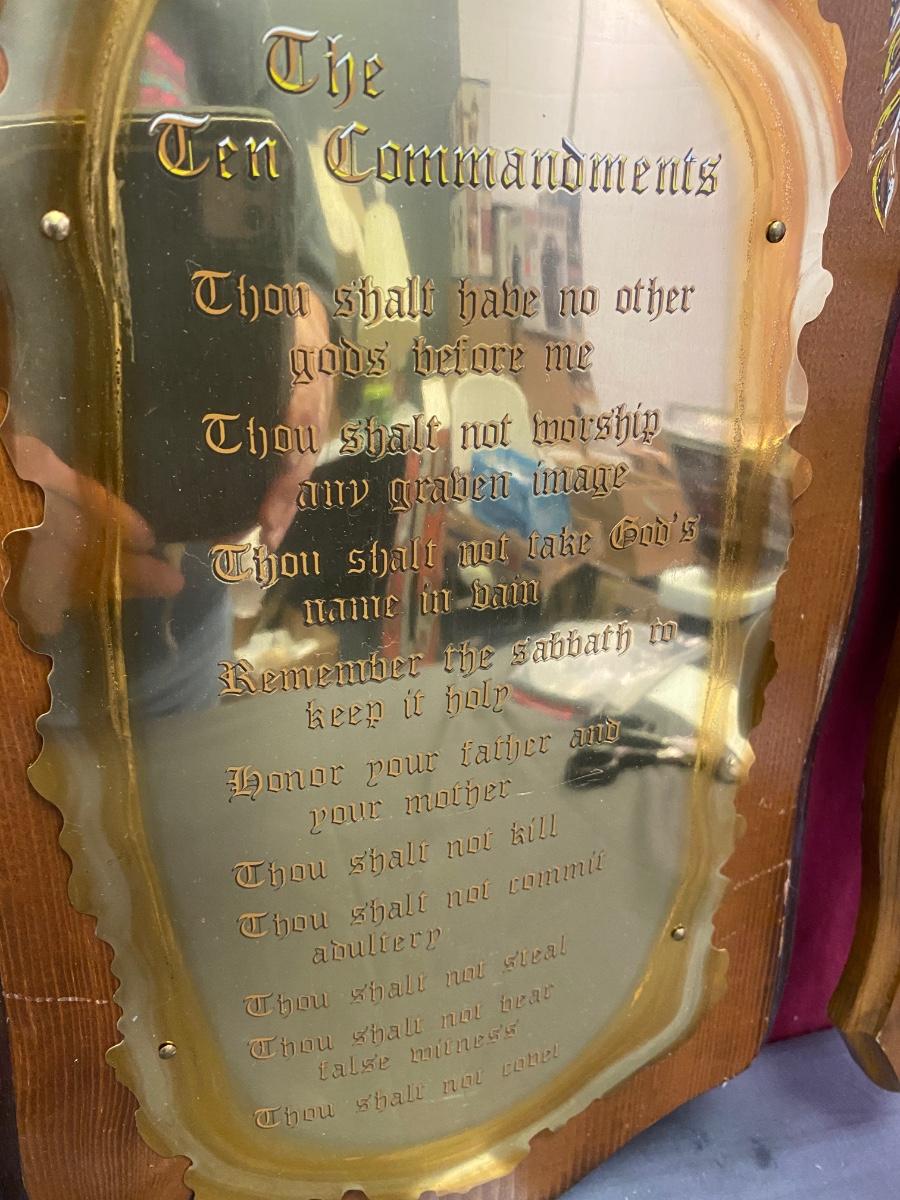 The
Ten Commandments
Thou shalt have no other
gods before me
Thou shalt not worship
any graven image
Thou shalt not take God's
name in vain
Remember the sabbath to
keep it holy
Honor your father and
your mother
Thou shalt not kill
Thou shalt not commit
adultery
Thou shalt not steal
Thou shalt not bear
false witness
Thou shalt not covet